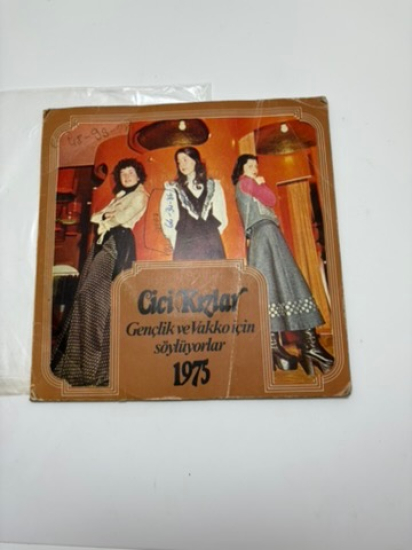 Cici Kızlar
Gençlik ve Vakko için
söylüyorlar
1975